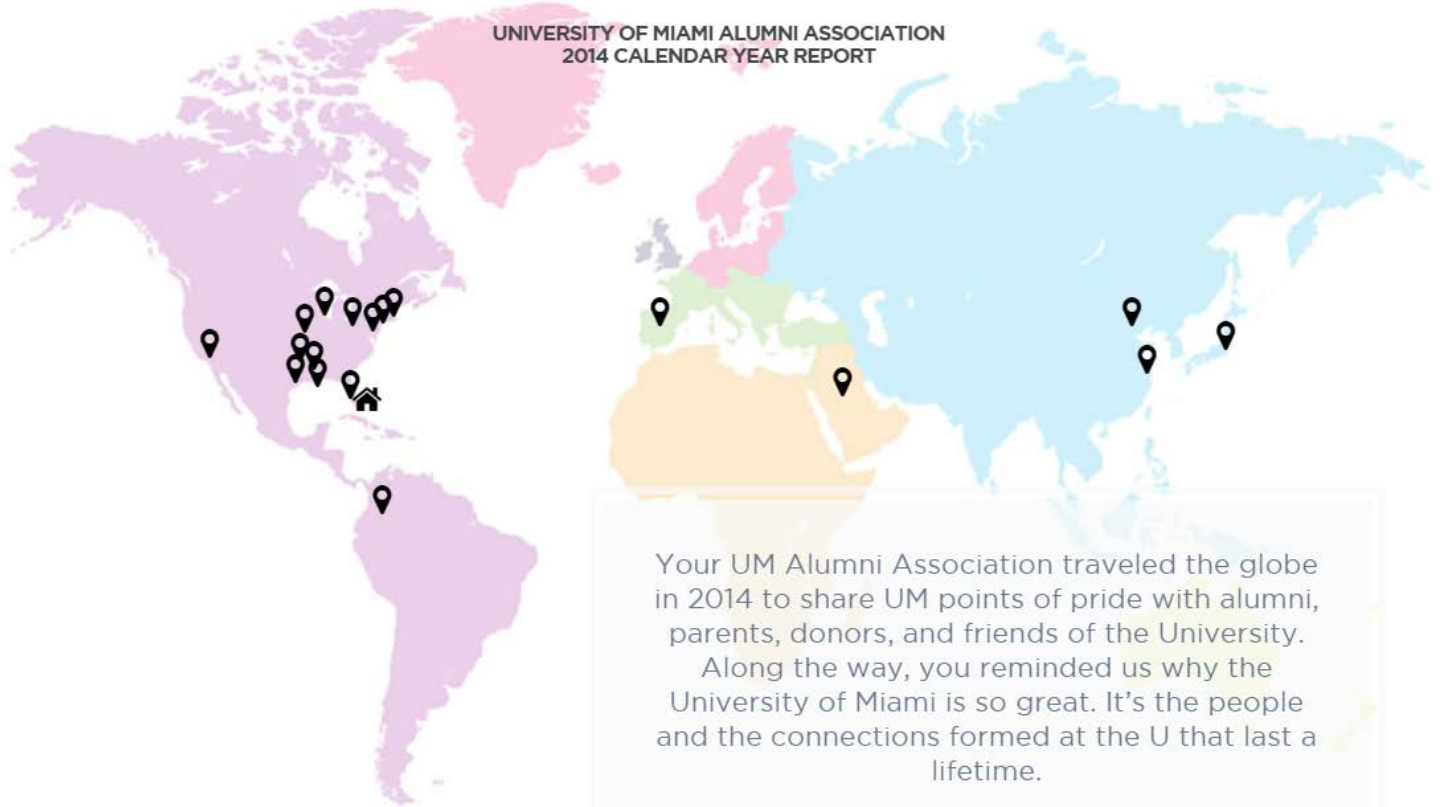 UNIVERSITY OF MIAMI ALUMNI ASSOCIATION
2014 CALENDAR YEAR REPORT
Your UM Alumni Association traveled the globe
in 2014 to share UM points of pride with alumni,
parents, donors, and friends of the University.
Along the way, you reminded us why the
University of Miami is so great. It's the people
and the connections formed at the U that last a
lifetime.